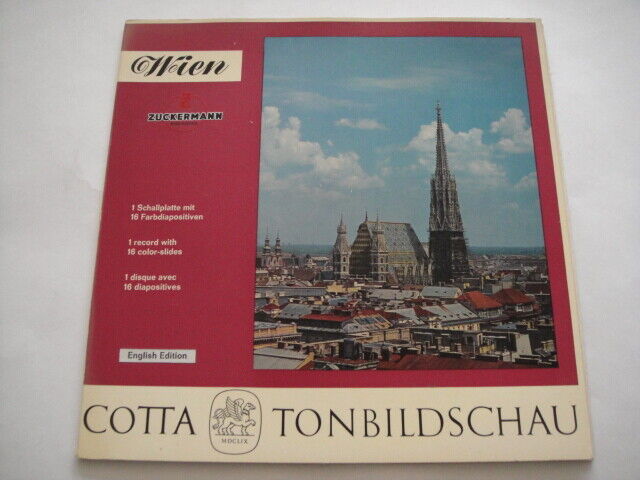 Wien
ZUCKERMANN
1 Schallplatte mit
16 Farbdiapositiven
1 record with
16 color-slides
1 disque avec
16 diapositives
English Edition
COTTA
MDCLIX
TONBILDSCHAU